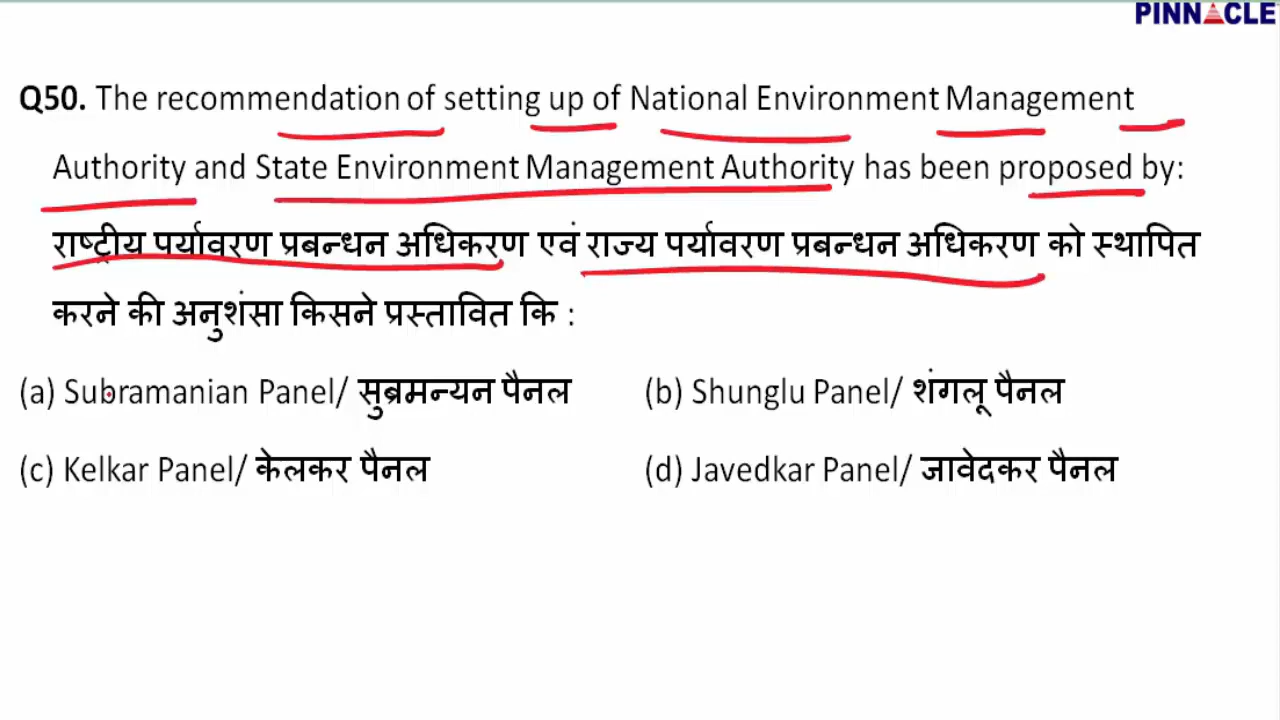 PINNACLE
Q50. The recommendation of setting up of National Environment Management
Authority and State Environment Management Authority has been proposed by:
राष्ट्रीय पर्यावरण प्रबन्धन अधिकरण एवं राज्य पर्यावरण प्रबन्धन अधिकरण को स्थापित
करने की अनुशंसा किसने प्रस्तावित कि :
(a) Subramanian Panel/ सुब्रमन्यन पैनल (b) Shunglu Panel/ शंगलू पैनल
(c) Kelkar Panel/ केलकर पैनल (d) Javedkar Panel/ जावेदकर पैनल